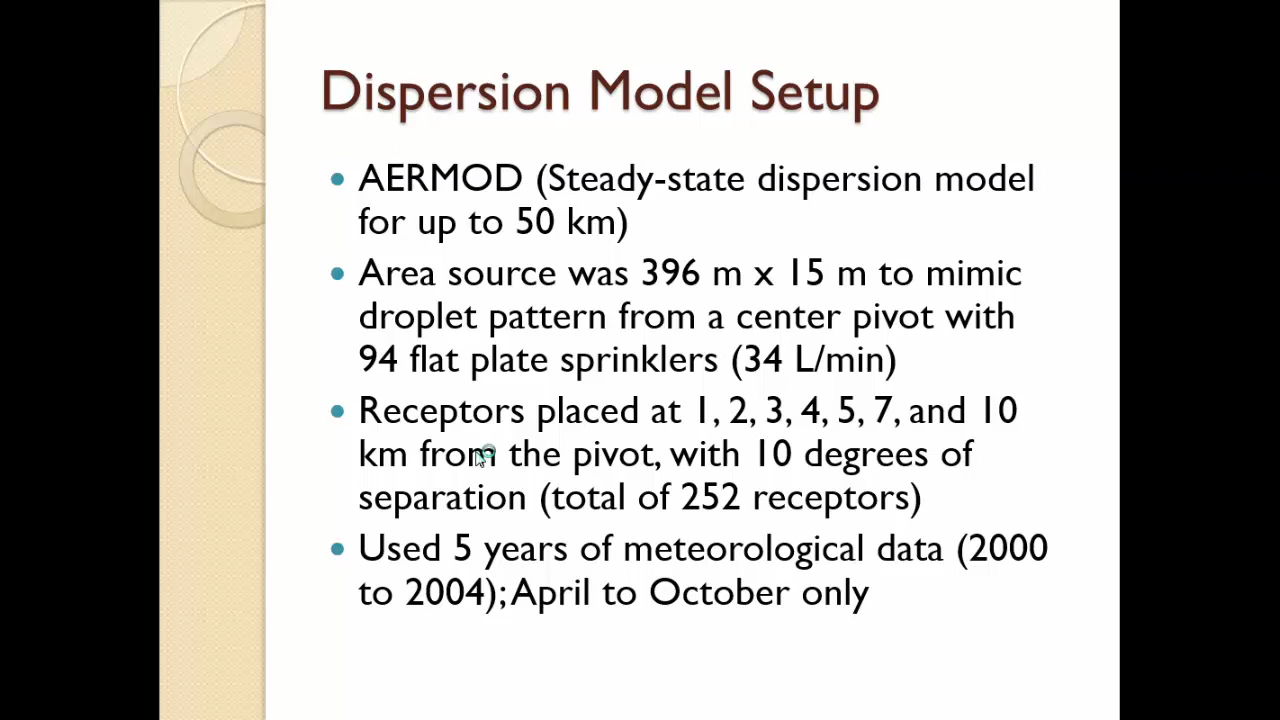 Dispersion Model Setup
AERMOD (Steady-state dispersion model
for up to 50 km)
Area source was 396 m x 15 m to mimic
droplet pattern from a center pivot with
94 flat plate sprinklers (34 L/min)
Receptors placed at 1, 2, 3, 4, 5, 7, and 10
km from the pivot, with 10 degrees of
separation (total of 252 receptors)
Used 5 years of meteorological data (2000
to 2004); April to October only